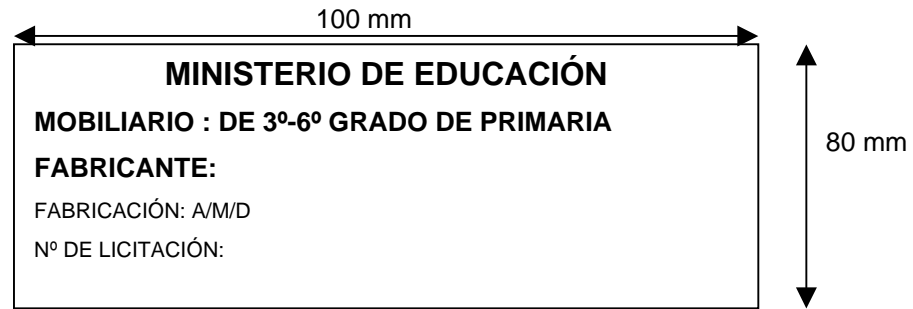 100 mm
MINISTERIO DE EDUCACIÓN
MOBILIARIO : DE 3º-6º GRADO DE PRIMARIA
80 mm
FABRICANTE:
FABRICACIÓN: A/M/D
Nº DE LICITACIÓN: